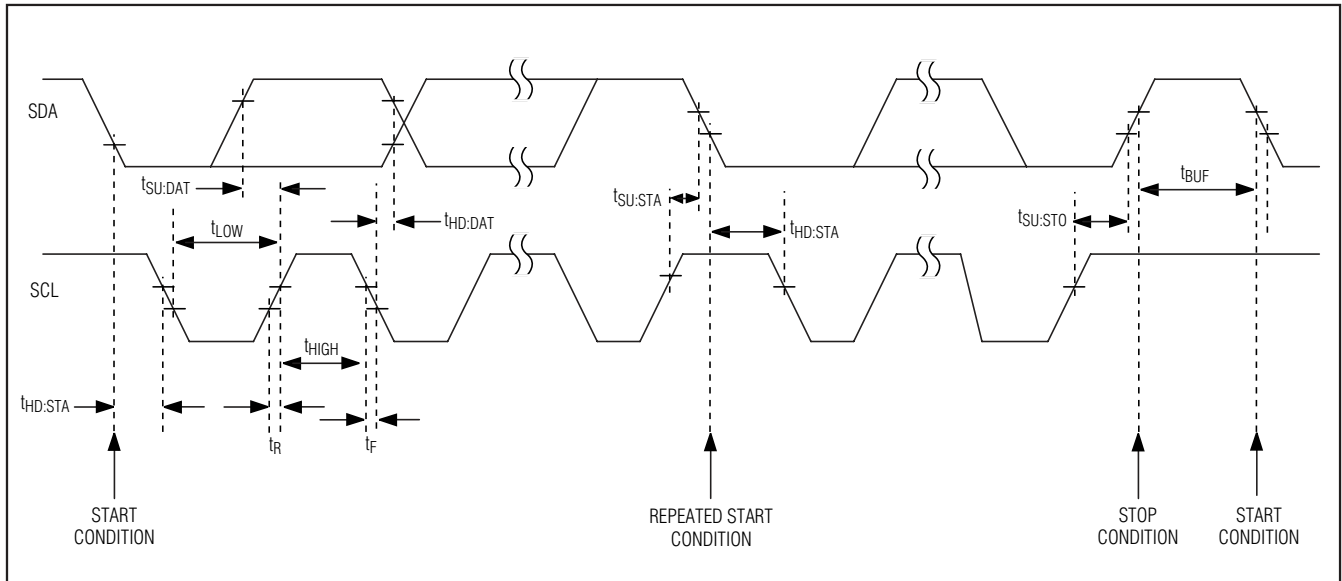 SDA
tSU:DAT
tHD:DAT
tLOW
tSU:STA
tHD:STA
tSU:STO
tBUF
SCL
tHIGH
tHD:STA
tR
tF
START
CONDITION
REPEATED START
CONDITION
STOP
CONDITION
START
CONDITION